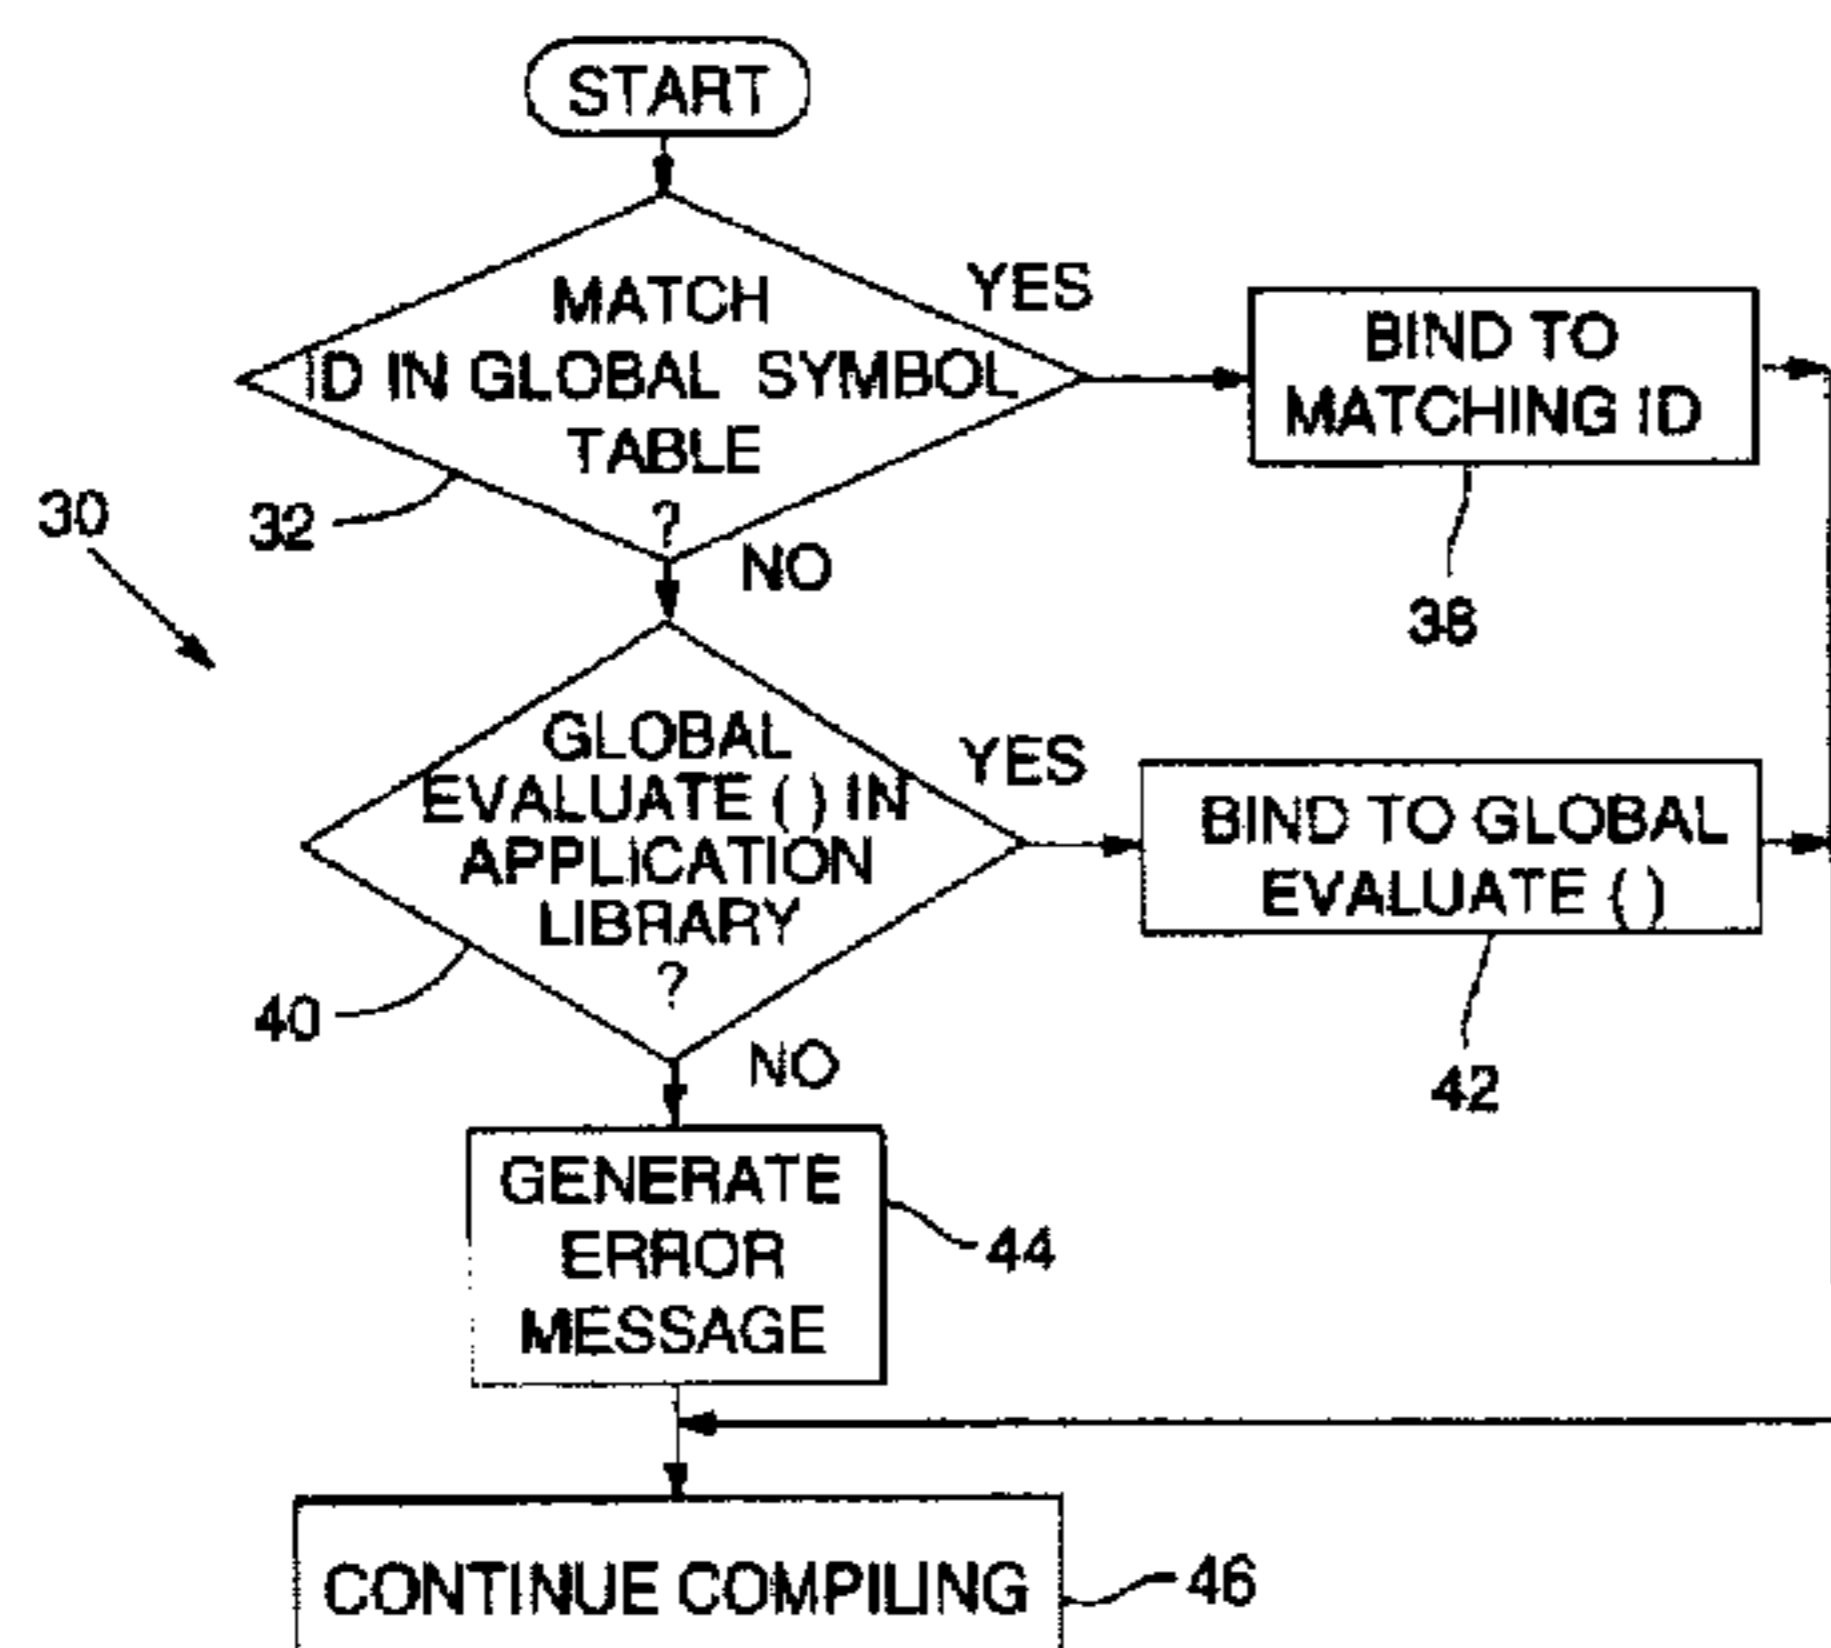 START
MATCH
ID IN GLOBAL SYMBOL
TABLE
?
YES
BIND TO
MATCHING ID
30
32
NO
38
GLOBAL
EVALUATE ( ) IN
APPLICATION
LIBRARY
?
YES
BIND TO GLOBAL
EVALUATE ( )
40
NO
42
GENERATE
ERROR
MESSAGE
44
CONTINUE COMPILING
46